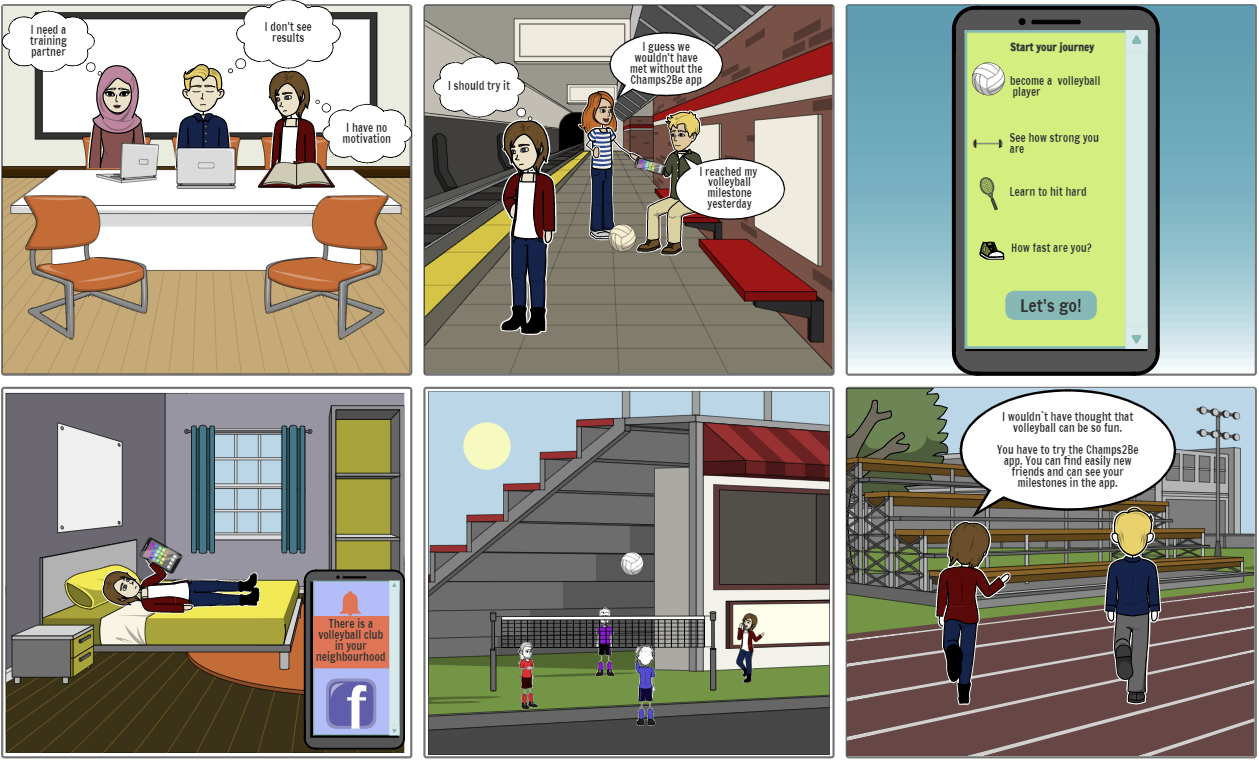 I need a
training
partner
I don't see
results
I have no
motivation
I should try it
I guess we
wouldn't have
met without the
Champs2Be app
I reached my
volleyball
milestone
yesterday
Start your journey
become a volleyball
player
See how strong you
are
Learn to hit hard
How fast are you?
Let's go!
There is a
volleyball club
in your
neighbourhood
f
I wouldn`t have thought that
volleyball can be so fun.
You have to try the Champs2Be
app. You can find easily new
friends and can see your
milestones in the app.